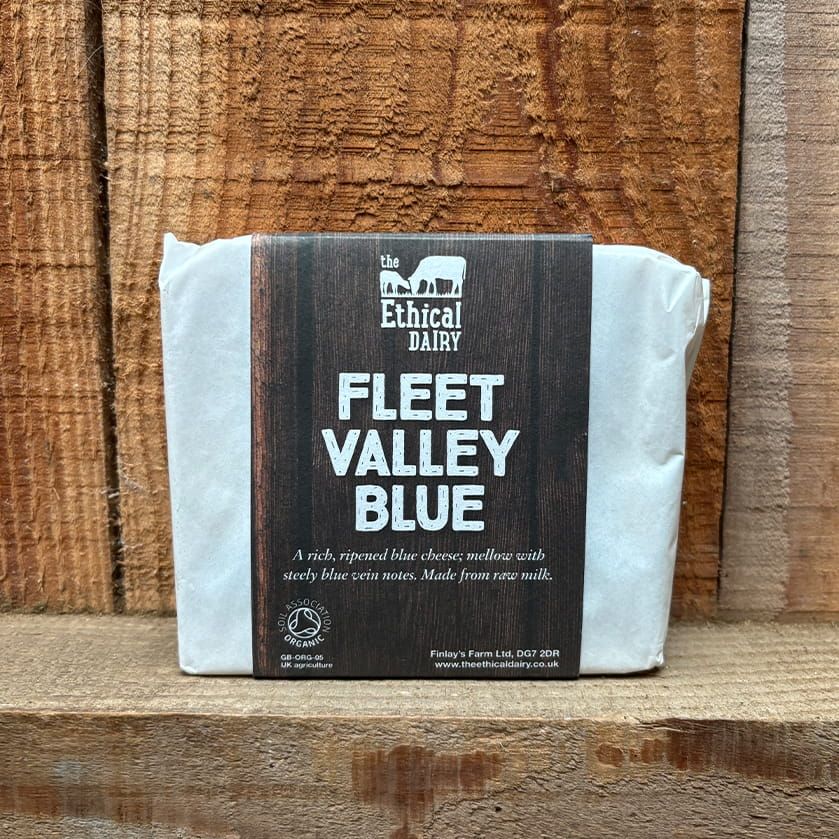 the
Ethical
DAIRY
FLEET
VALLEY
BLUE
A rich, ripened blue cheese; mellow with
steely blue vein notes. Made from raw milk.
SOIL ASSOCIATION
ORGANIC
GB-ORG-05
UK agriculture
Finlay's Farm Ltd, DG7 2DR
www.theethicaldairy.co.uk